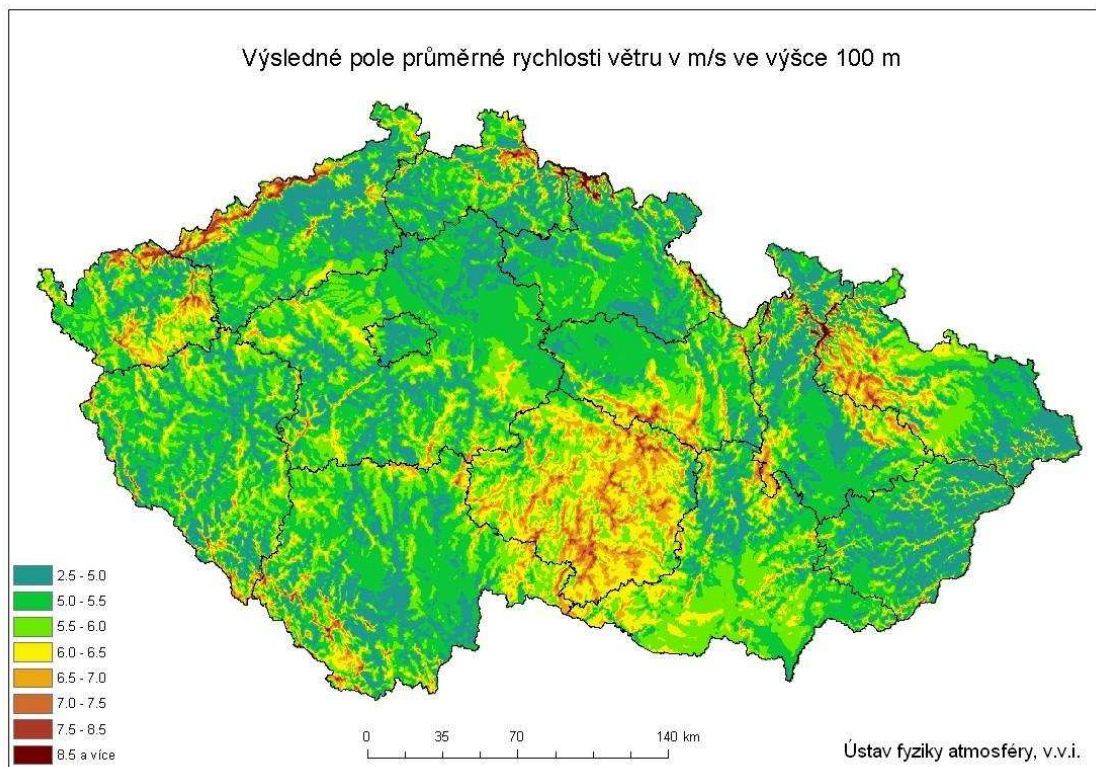 Výsledné pole průměrné rychlosti větru v m/s ve výšce 100 m
2.5 - 5.0
5.0 - 5.5
5.5 - 6.0
6.0 - 6.5
6.5 - 7.0
7.0 - 7.5
7.5 - 8.5
8.5 a více
0 35 70 140 km
Ústav fyziky atmosféry, v.v.i.